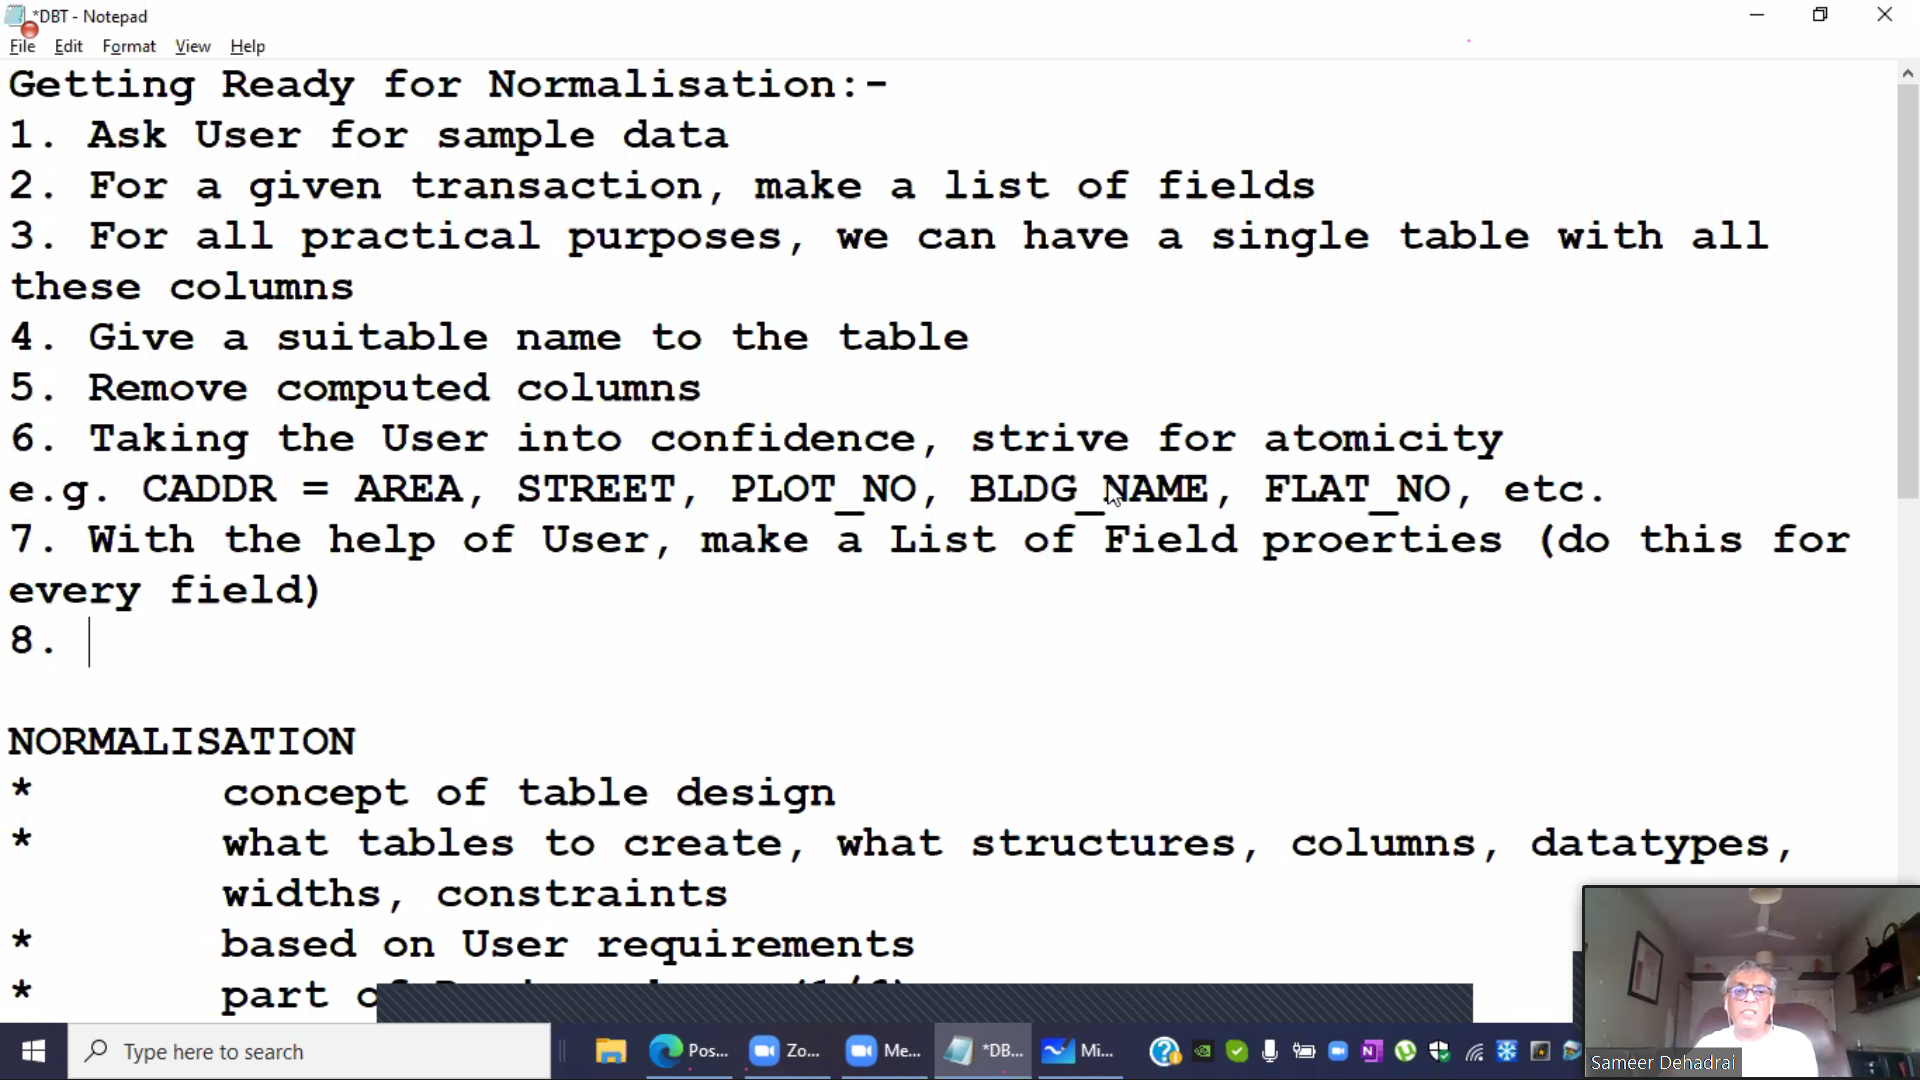 *DBT - Notepad
File Edit Format View Help
Getting Ready for Normalisation:-
1. Ask User for sample data
2. For a given transaction, make a list of fields
3. For all practical purposes, we can have a single table with all
these columns
4. Give a suitable name to the table
5. Remove computed columns
6. Taking the User into confidence, strive for atomicity
e.g. CADDR = AREA, STREET, PLOT_NO, BLDG_NAME, FLAT_NO, etc.
7. With the help of User, make a List of Field proerties (do this for
every field)
8.
NORMALISATION
* concept of table design
* what tables to create, what structures, columns, datatypes,
widths, constraints
* based on User requirements
* part of
Type here to search
Pos...
Zo...
Me...
*DB...
Mi...
Sameer Dehadrai